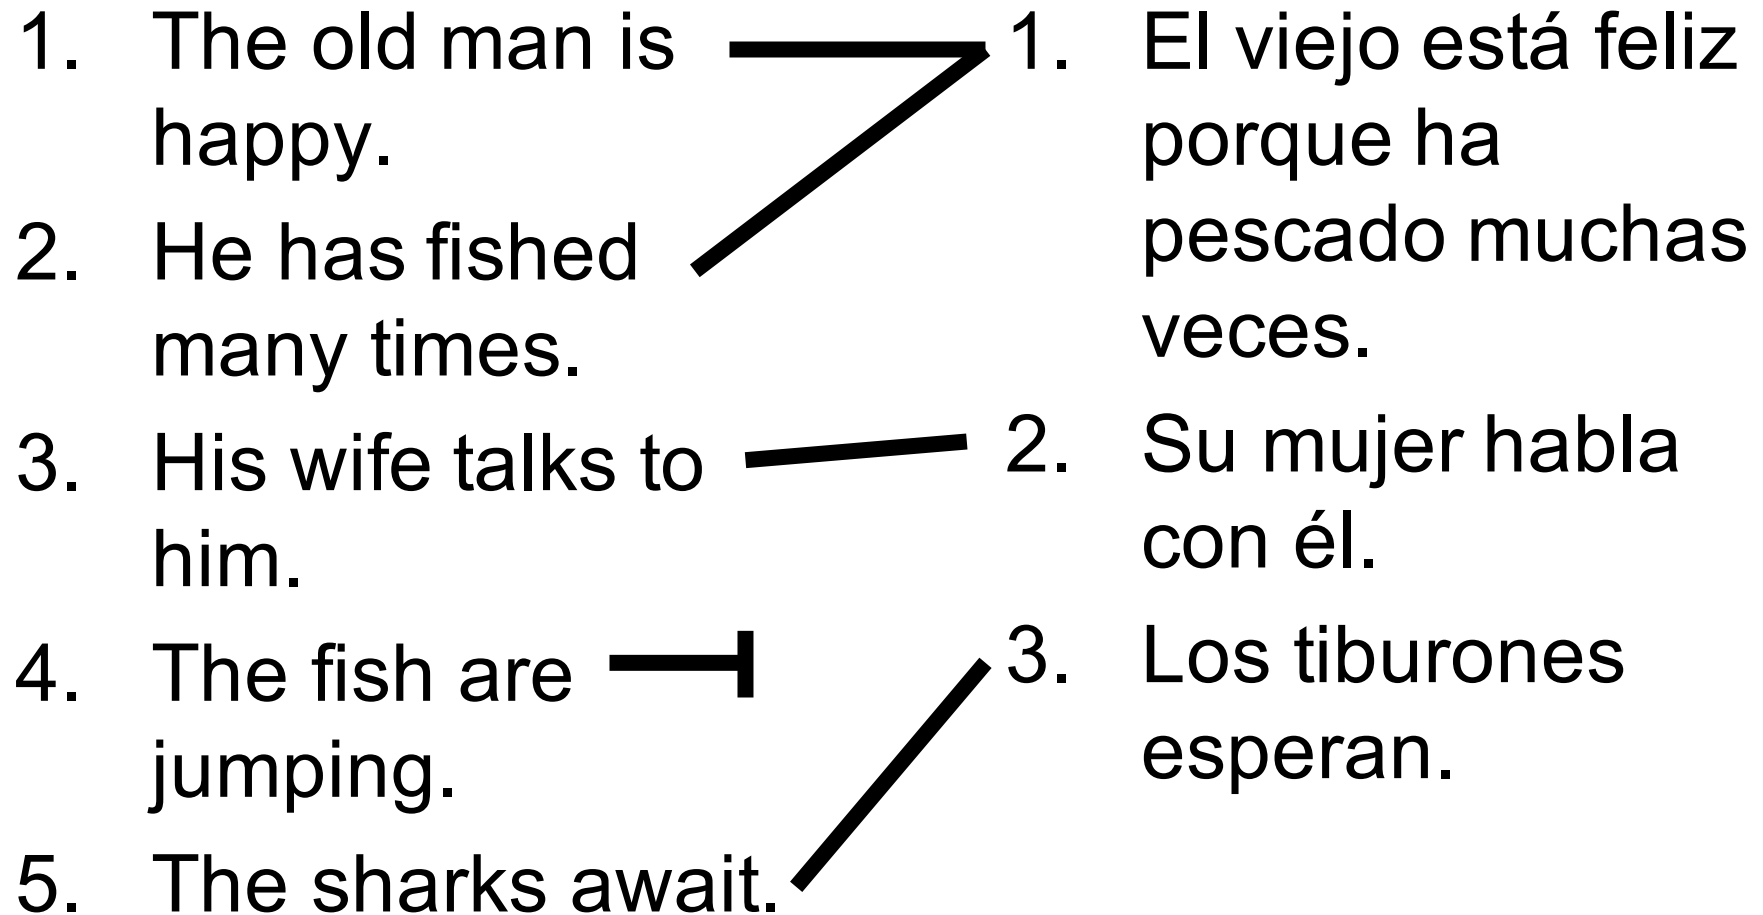 1. The old man is
happy.
2. He has fished
many times.
3. His wife talks to
him.
4. The fish are
jumping.
5. The sharks await.
1. El viejo está feliz
porque ha
pescado muchas
veces.
2. Su mujer habla
con él.
3. Los tiburones
esperan.